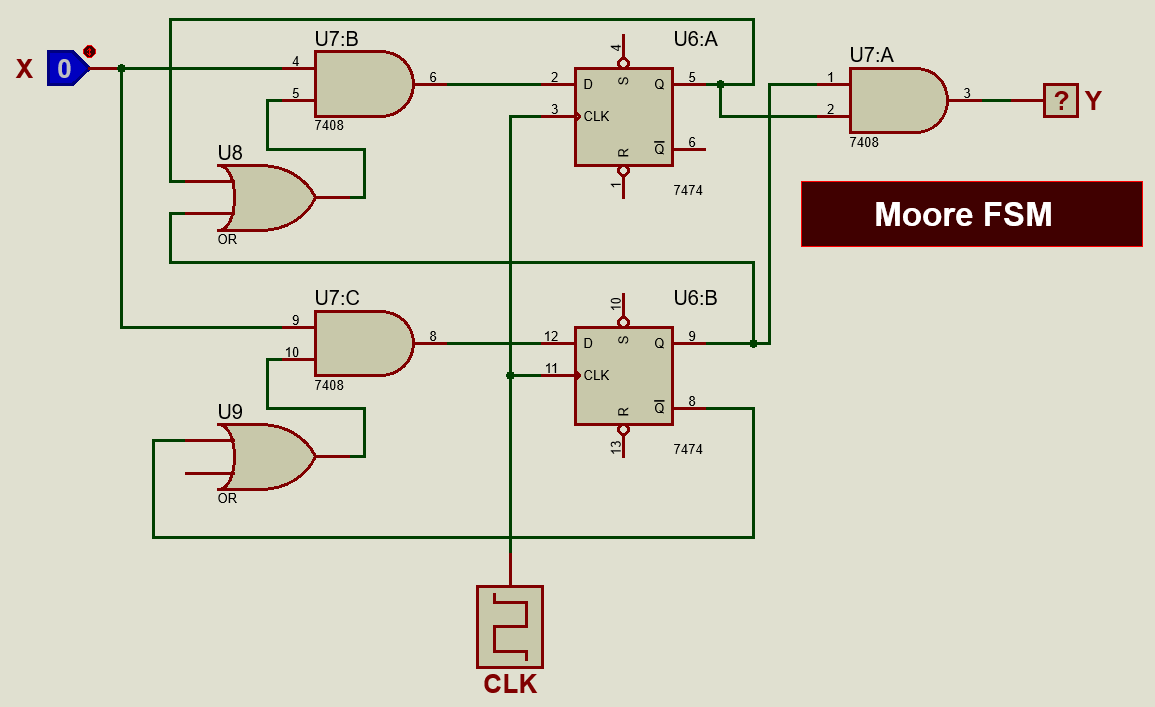 U7:B
U6:A
U7:A
X 0
4
6
5
7408
4
2 D S Q 5
3 CLK
R Q 6
1
7474
1
2
3
? Y
7408
U8
OR
Moore FSM
U7:C
U6:B
9
8
10
7408
10
12 D S Q 9
11 CLK
R Q 8
13
7474
U9
OR
CLK